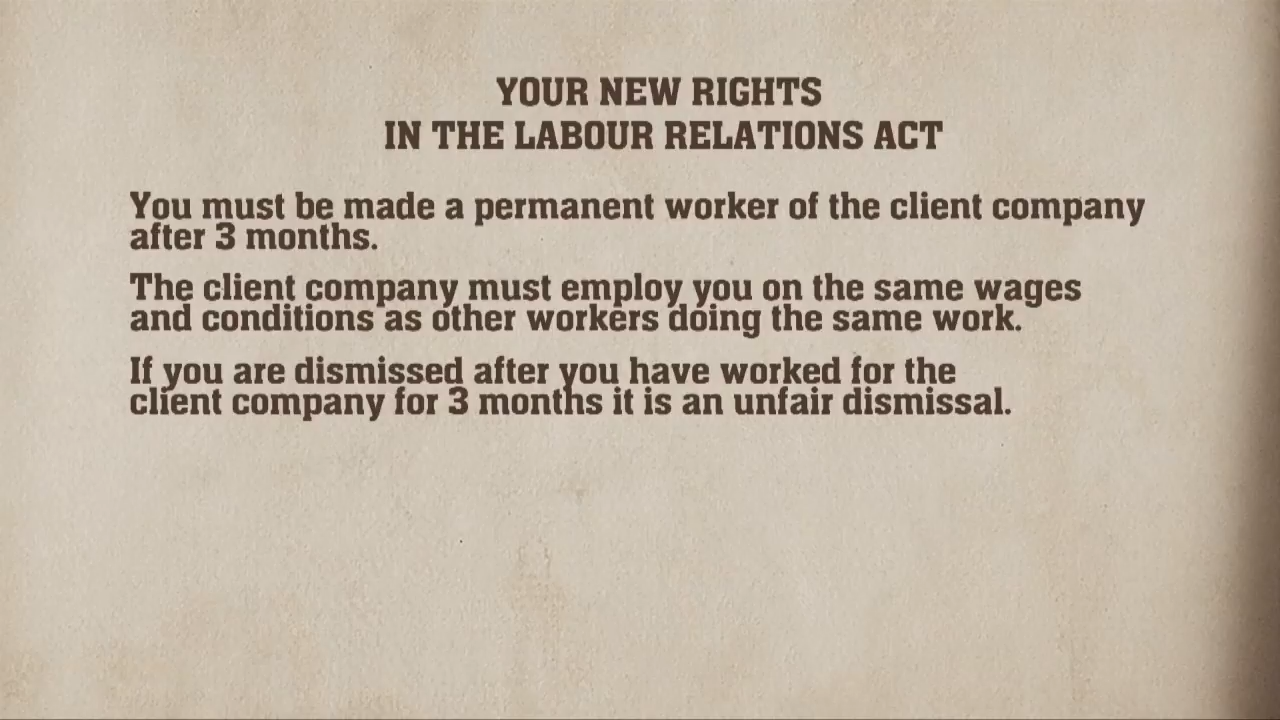 YOUR NEW RIGHTS
IN THE LABOUR RELATIONS ACT
You must be made a permanent worker of the client company
after 3 months.
The client company must employ you on the same wages
and conditions as other workers doing the same work.
If you are dismissed after you have worked for the
client company for 3 months it is an unfair dismissal.